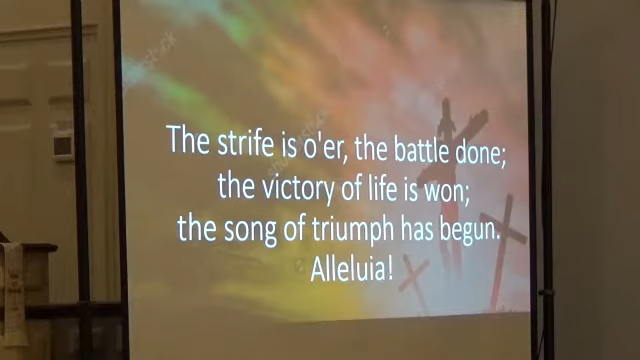 The strife is o'er, the battle done;
the victory of life is won;
the song of triumph has begun.
Alleluia!